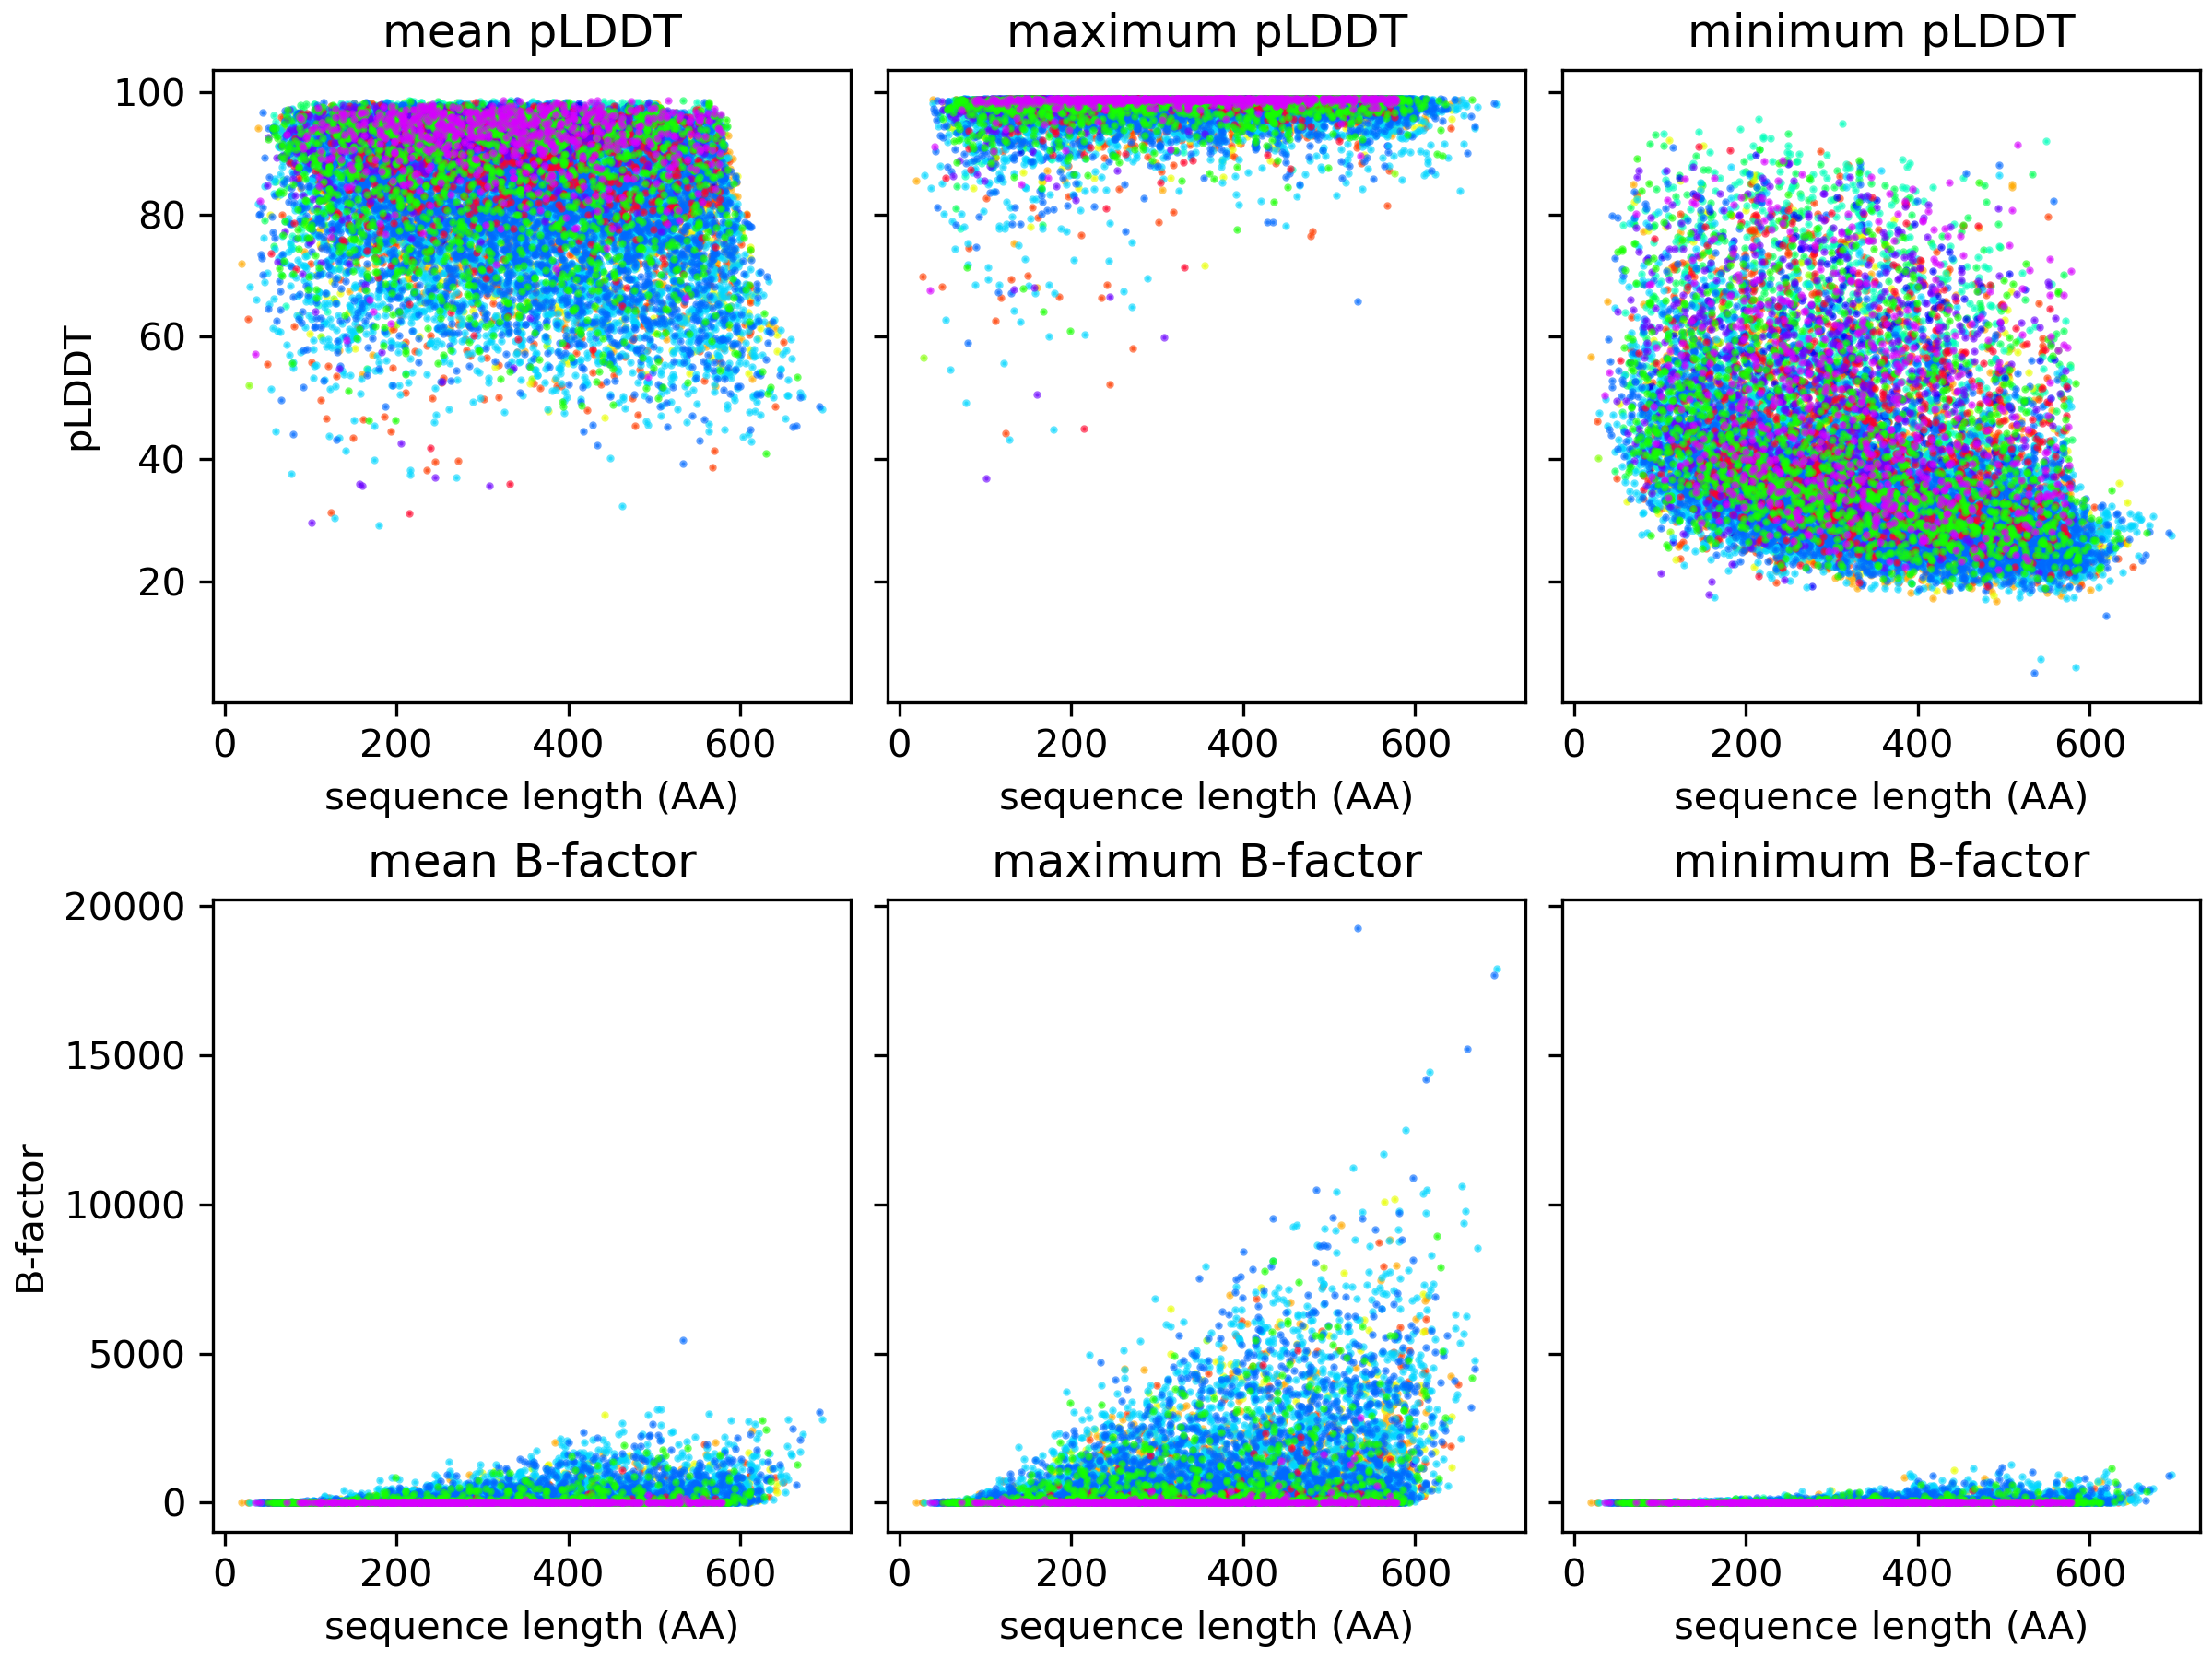 mean pLDDT
maximum pLDDT
minimum pLDDT
pLDDT
100
80
60
40
20
0 200 400 600
0 200 400 600
0 200 400 600
sequence length (AA)
sequence length (AA)
sequence length (AA)
mean B-factor
maximum B-factor
minimum B-factor
B-factor
20000
15000
10000
5000
0
0 200 400 600
0 200 400 600
0 200 400 600
sequence length (AA)
sequence length (AA)
sequence length (AA)